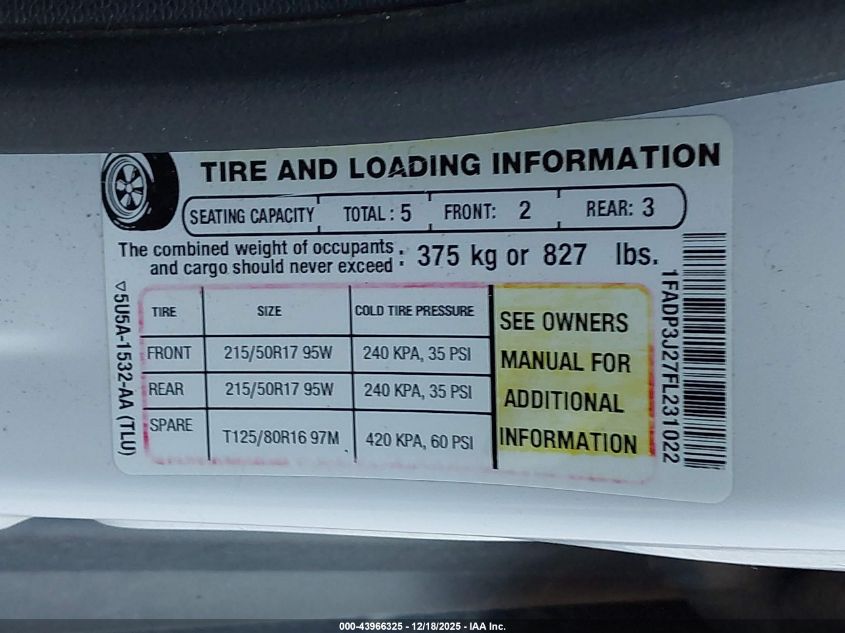 TIRE AND LOADING INFORMATION
SEATING CAPACITY TOTAL : 5 FRONT: 2 REAR: 3
The combined weight of occupants
and cargo should never exceed : 375 kg or 827 lbs.
TIRE SIZE COLD TIRE PRESSURE
FRONT 215/50R17 95W 240 KPA, 35 PSI
REAR 215/50R17 95W 240 KPA, 35 PSI
SPARE T125/80R16 97M 420 KPA, 60 PSI
SEE OWNERS
MANUAL FOR
ADDITIONAL
INFORMATION
▽5U5A-1532-AA (TLU)
1FADP3J27FL231022
000-43966325 - 12/18/2025 - IAA Inc.